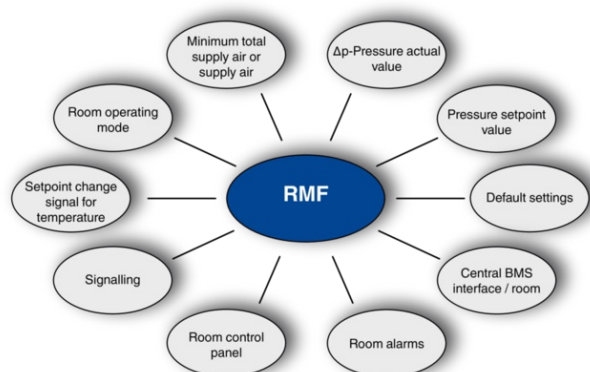 Minimum total
supply air or
supply air
Δp-Pressure actual
value
Room operating
mode
Pressure setpoint
value
RMF
Setpoint change
signal for
temperature
Default settings
Signalling
Central BMS
interface / room
Room control
panel
Room alarms